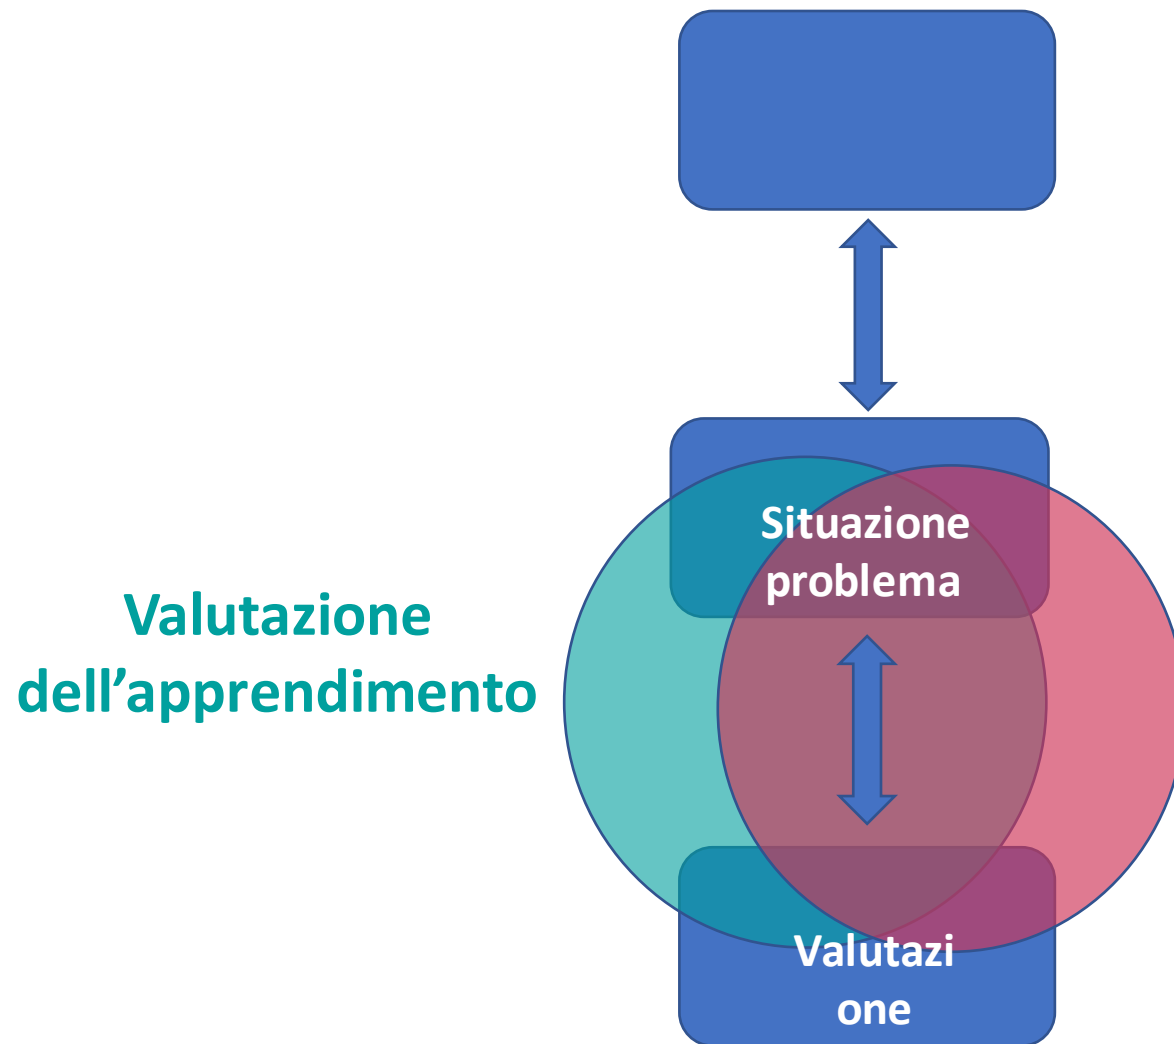 Situazione
problema
Valutazione
dell’apprendimento
Valutazi
one